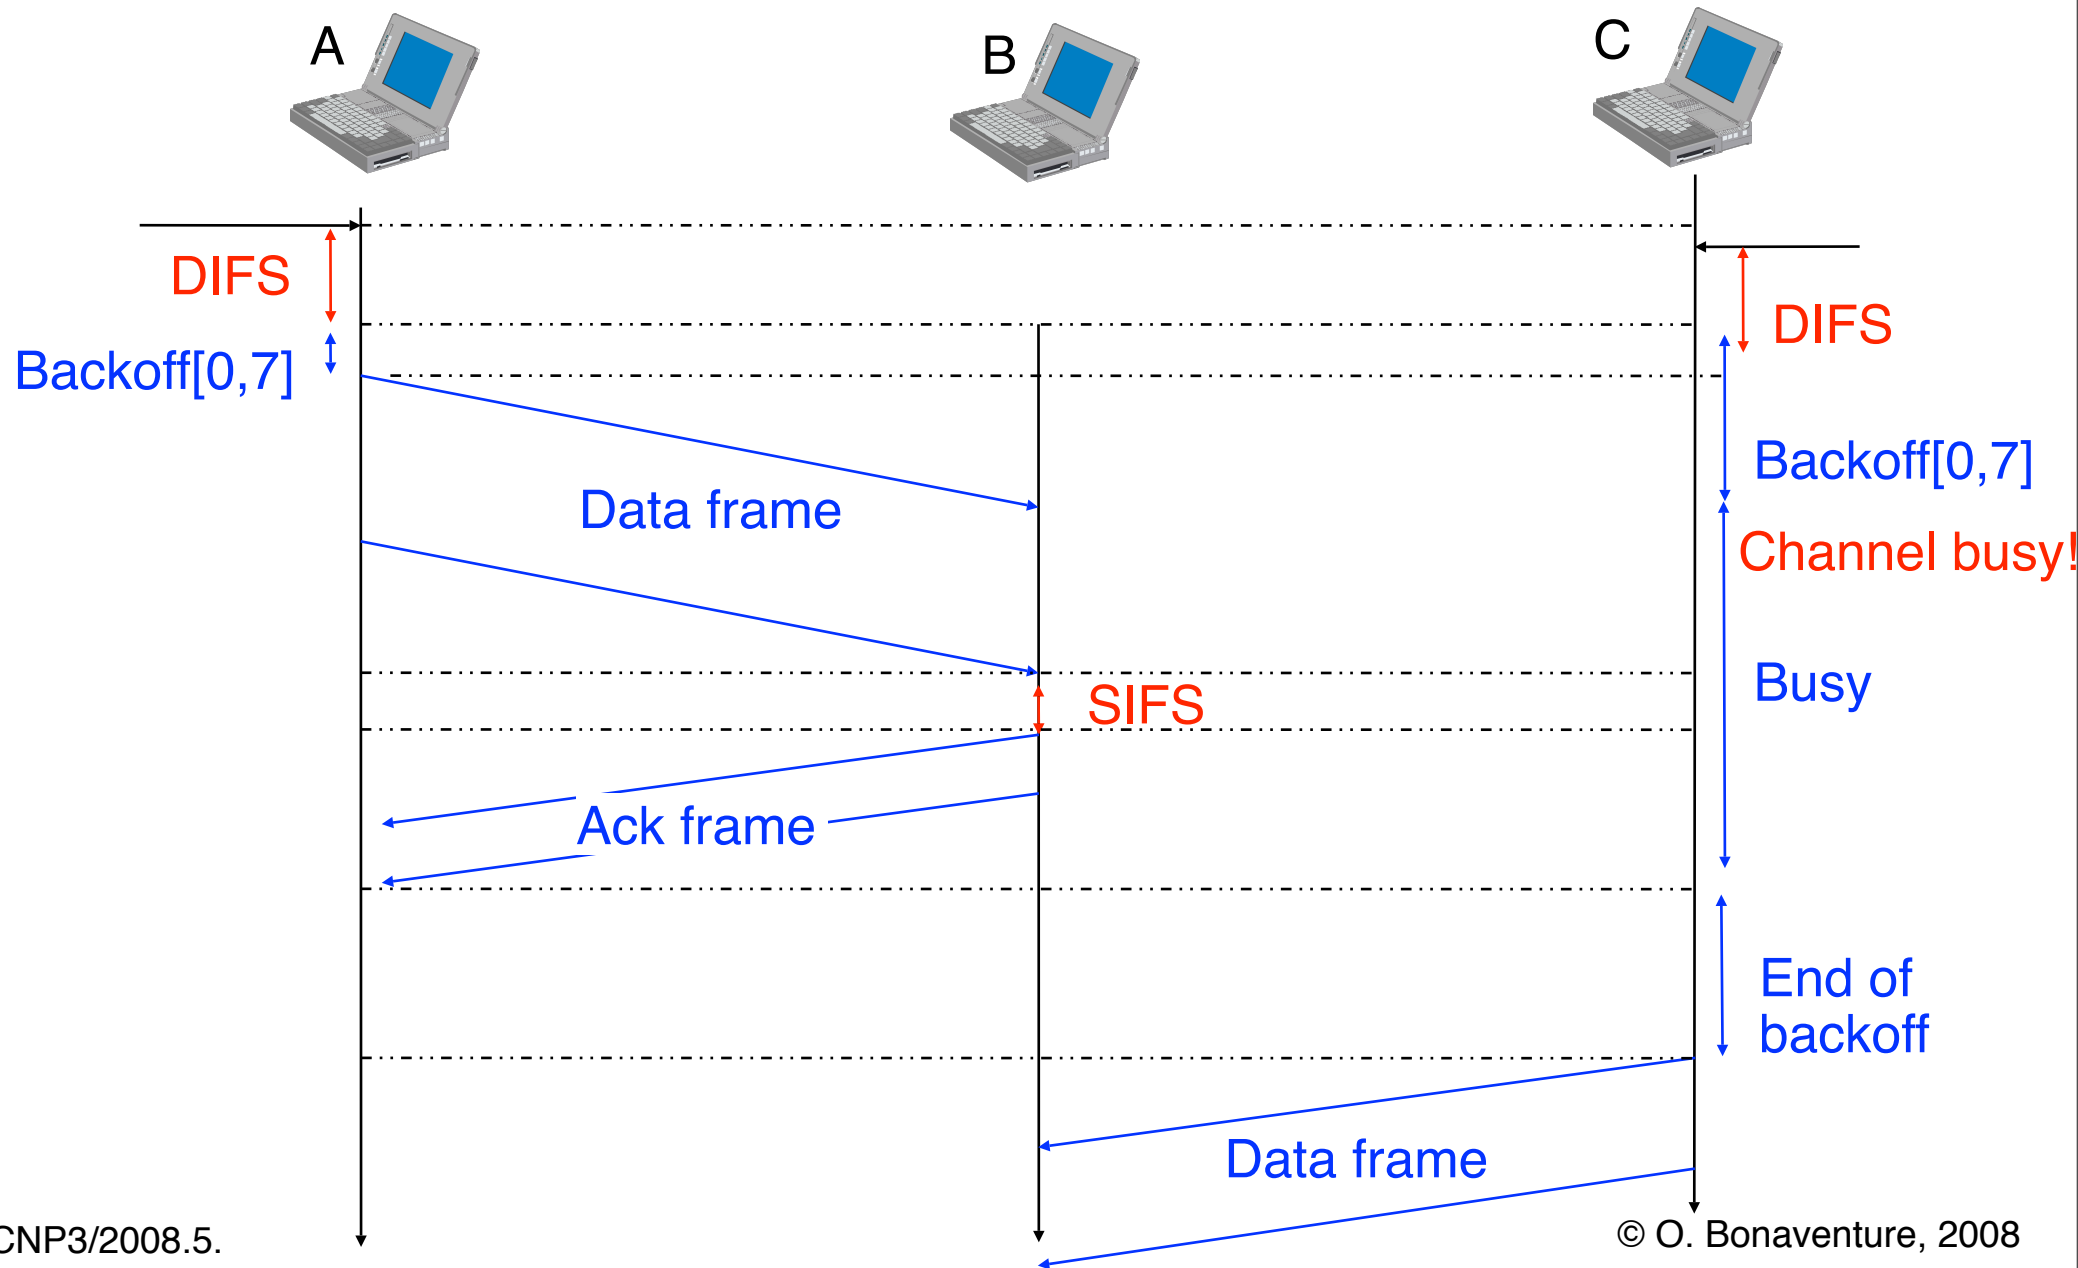 A
B
C
DIFS
DIFS
Backoff[0,7]
Backoff[0,7]
Data frame
Channel busy!
Busy
SIFS
Ack frame
End of
backoff
Data frame
CNP3/2008.5.
© O. Bonaventure, 2008